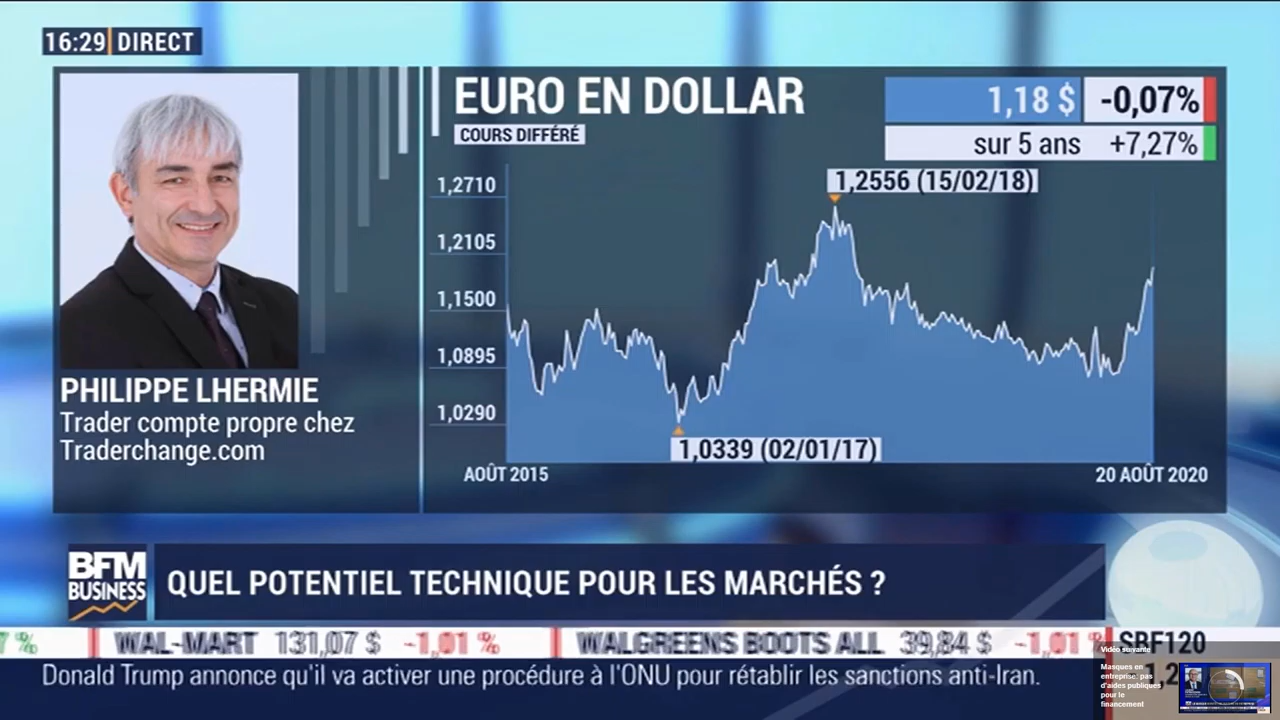 16:29 DIRECT
EURO EN DOLLAR
COURS DIFFÉRÉ
1,18 $ -0,07%
sur 5 ans +7,27%
1,2556 (15/02/18)
1,2710
1,2105
1,1500
1,0895
1,0290
1,0339 (02/01/17)
AOÛT 2015
20 AOÛT 2020
PHILIPPE LHERMIE
Trader compte propre chez
Traderchange.com
BFM
BUSINESS
QUEL POTENTIEL TECHNIQUE POUR LES MARCHÉS ?
7 % WAL-MART 131,07 $ -1,01 % WALGREENS BOOTS ALL 39,84 $ -1,01 % SBF120
Donald Trump annonce qu'il va activer une procédure à l'ONU pour rétablir les sanctions anti-Iran.
Vidéo suivante
Masques en
entreprise: pas
d'aides publiques
pour le
financement